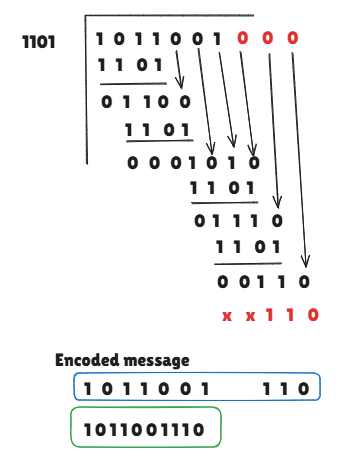 1101 1 0 1 1 0 0 1 0 0 0
1 1 0 1
0 1 1 0 0
1 1 0 1
0 0 0 1 0 1 0
1 1 0 1
0 1 1 1 0
1 1 0 1
0 0 1 1 0
x x 1 1 0
Encoded message
1 0 1 1 0 0 1 1 1 0
1011001110